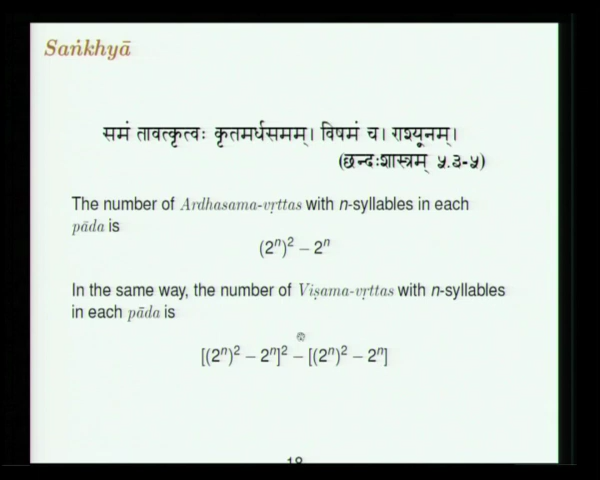 Saṅkhyā
समं तावत्कृत्वः कृतमर्धसमम्। विषमं च। राश्यूनम्।
(छन्दःशास्त्रम् ५.३-५)
The number of Ardhasama-vṛttas with n-syllables in each
pāda is
(2ⁿ)² − 2ⁿ
In the same way, the number of Viṣama-vṛttas with n-syllables
in each pāda is
[(2ⁿ)² − 2ⁿ]² − [(2ⁿ)² − 2ⁿ]